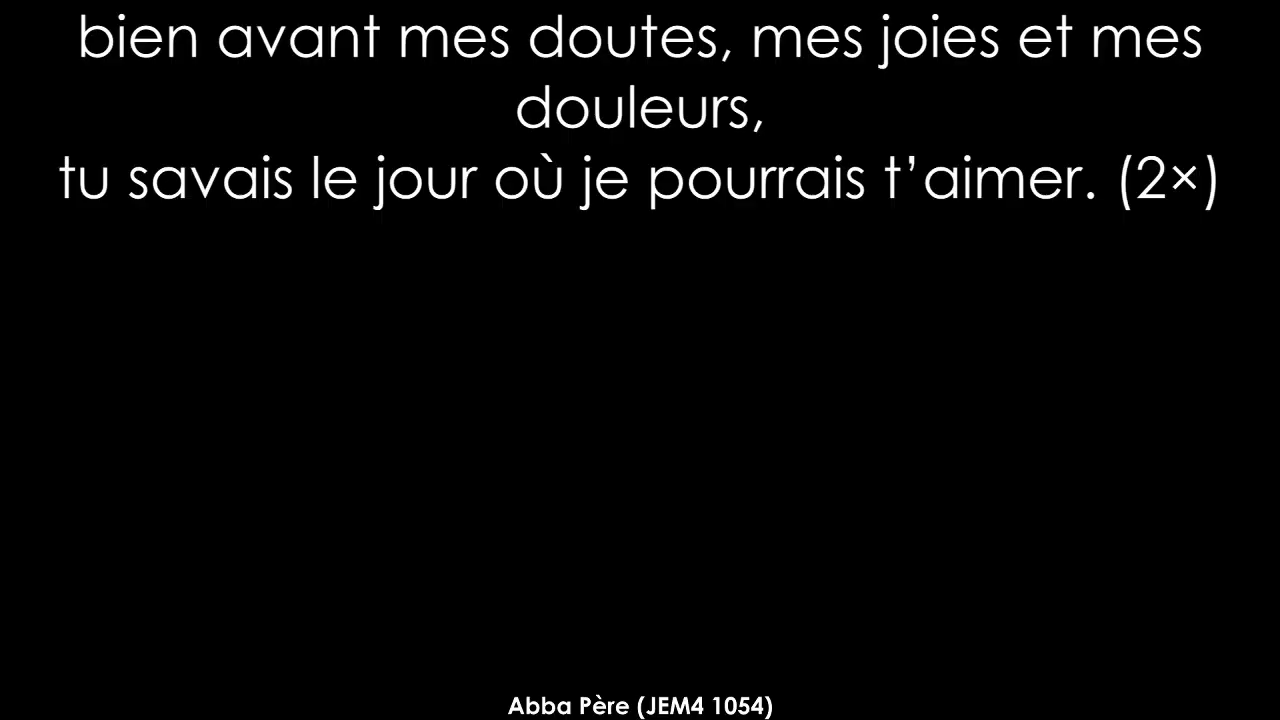 bien avant mes doutes, mes joies et mes
douleurs,
tu savais le jour où je pourrais t’aimer. (2×)
Abba Père (JEM4 1054)